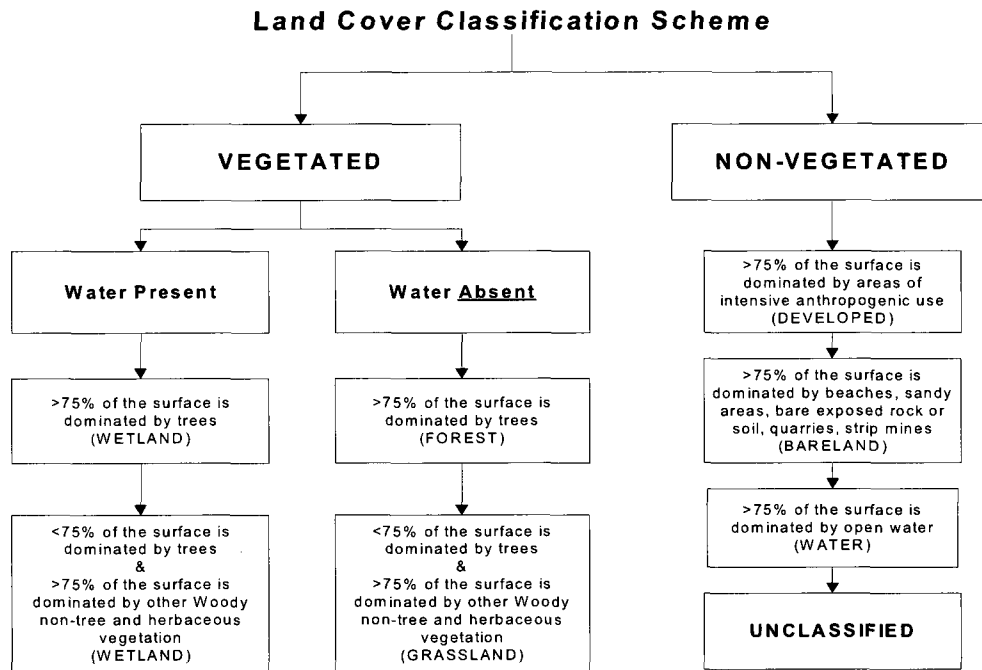 Land Cover Classification Scheme
VEGETATED
NON-VEGETATED
Water Present
Water Absent
>75% of the surface is
dominated by trees
(WETLAND)
<75% of the surface is
dominated by trees
&
>75% of the surface is
dominated by other Woody
non-tree and herbaceous
vegetation
(WETLAND)
>75% of the surface is
dominated by trees
(FOREST)
<75% of the surface is
dominated by trees
&
>75% of the surface is
dominated by other Woody
non-tree and herbaceous
vegetation
(GRASSLAND)
>75% of the surface is
dominated by areas of
intensive anthropogenic use
(DEVELOPED)
>75% of the surface is
dominated by beaches, sandy
areas, bare exposed rock or
soil, quarries, strip mines
(BARELAND)
>75% of the surface is
dominated by open water
(WATER)
UNCLASSIFIED